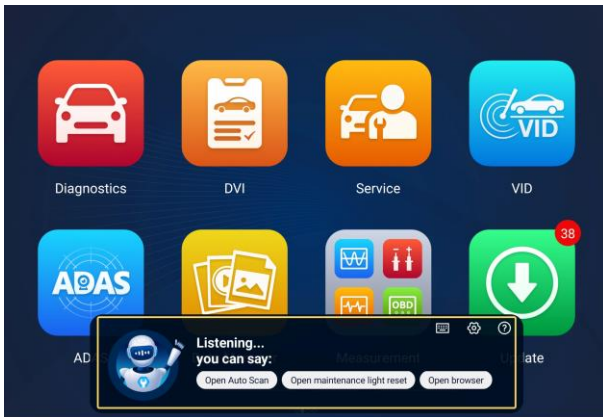 VID
Diagnostics
DVI
Service
VID
38
ADAS
OBD
Listening...
you can say:
Open Auto Scan
Open maintenance light reset
Open browser